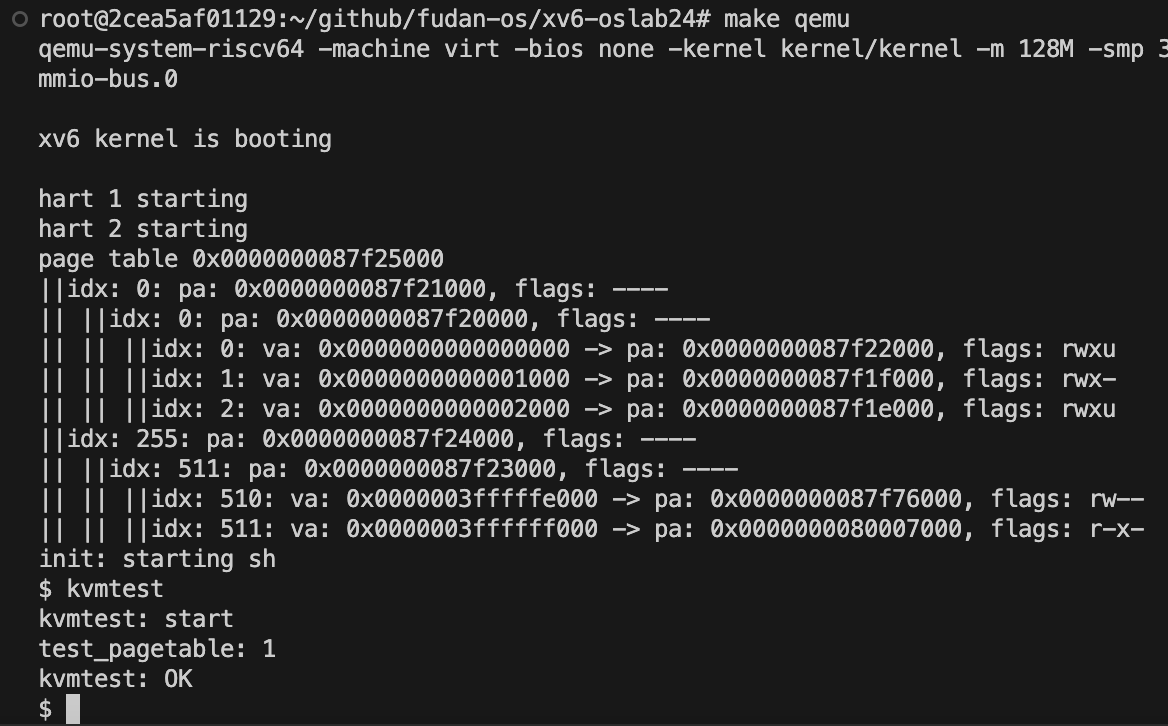 root@2cea5af01129:~/github/fudan-os/xv6-oslab24# make qemu
qemu-system-riscv64 -machine virt -bios none -kernel kernel/kernel -m 128M -smp 3
mmio-bus.0
xv6 kernel is booting
hart 1 starting
hart 2 starting
page table 0x0000000087f25000
||idx: 0: pa: 0x0000000087f21000, flags: ----
|| ||idx: 0: pa: 0x0000000087f20000, flags: ----
|| || ||idx: 0: va: 0x0000000000000000 -> pa: 0x0000000087f22000, flags: rwxu
|| || ||idx: 1: va: 0x0000000000001000 -> pa: 0x0000000087f1f000, flags: rwx-
|| || ||idx: 2: va: 0x0000000000002000 -> pa: 0x0000000087f1e000, flags: rwxu
||idx: 255: pa: 0x0000000087f24000, flags: ----
|| ||idx: 511: pa: 0x0000000087f23000, flags: ----
|| || ||idx: 510: va: 0x0000003fffffe000 -> pa: 0x0000000087f76000, flags: rw--
|| || ||idx: 511: va: 0x0000003ffffff000 -> pa: 0x0000000080007000, flags: r-x-
init: starting sh
$ kvmtest
kvmtest: start
test_pagetable: 1
kvmtest: OK
$